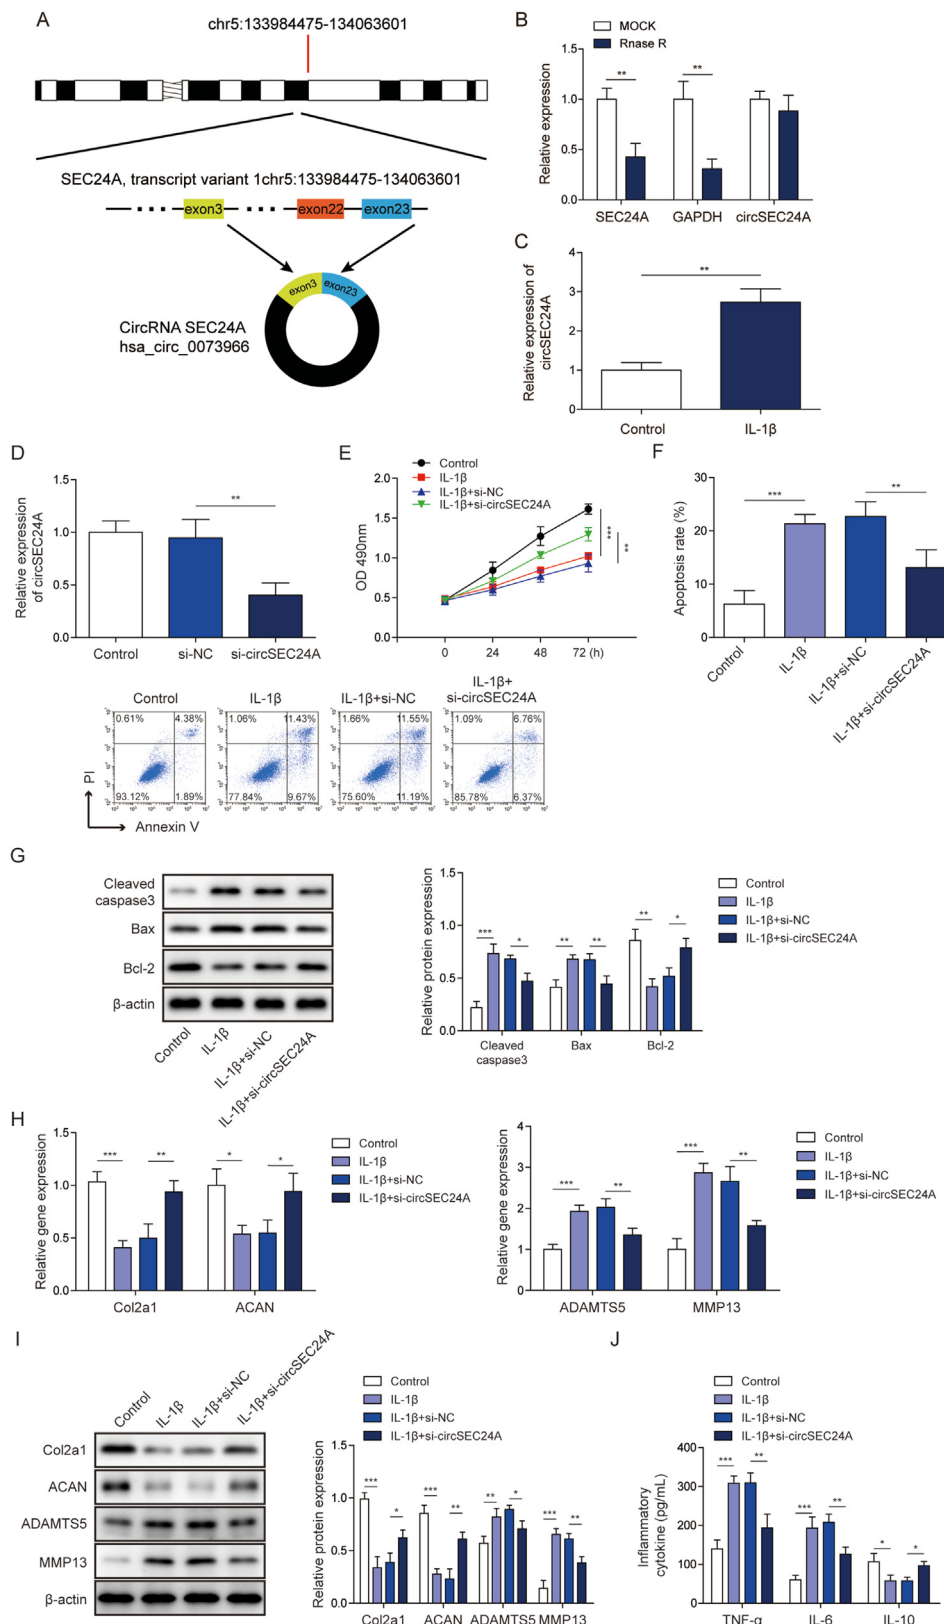 A
chr5:133984475-134063601
SEC24A, transcript variant 1chr5:133984475-134063601
exon3
exon22
exon23
exon3
exon23
CircRNA SEC24A
hsa_circ_0073966
B
MOCK
Rnase R
Relative expression
1.5
1.0
0.5
0.0
**
**
SEC24A
GAPDH
circSEC24A
C
Relative expression of
circSEC24A
4
3
2
1
0
**
Control
IL-1β
D
Relative expression
of circSEC24A
1.5
1.0
0.5
0.0
**
Control
si-NC
si-circSEC24A
E
Control
IL-1β
IL-1β+si-NC
IL-1β+si-circSEC24A
OD 490nm
2.0
1.5
1.0
0.5
0.0
***
**
0
24
48
72 (h)
F
Apoptosis rate (%)
30
20
10
0
***
**
Control
IL-1β
IL-1β+si-NC
IL-1β+si-circSEC24A
Control
IL-1β
IL-1β+si-NC
IL-1β+
si-circSEC24A
0.61%
4.38%
93.12%
1.89%
1.06%
11.43%
77.84%
9.67%
1.66%
11.55%
75.60%
11.19%
1.09%
6.76%
85.78%
6.37%
PI
Annexin V
G
Cleaved
caspase3
Bax
Bcl-2
β-actin
Control
IL-1β
IL-1β+si-NC
IL-1β+si-circSEC24A
Relative protein expression
1.5
1.0
0.5
0.0
***
*
**
**
**
*
Cleaved
caspase3
Bax
Bcl-2
Control
IL-1β
IL-1β+si-NC
IL-1β+si-circSEC24A
H
Relative gene expression
1.5
1.0
0.5
0.0
***
**
*
*
Col2a1
ACAN
Control
IL-1β
IL-1β+si-NC
IL-1β+si-circSEC24A
Relative gene expression
4
3
2
1
0
***
**
***
**
ADAMTS5
MMP13
Control
IL-1β
IL-1β+si-NC
IL-1β+si-circSEC24A
I
Control
IL-1β
IL-1β+si-NC
IL-1β+si-circSEC24A
Col2a1
ACAN
ADAMTS5
MMP13
β-actin
Control
IL-1β
IL-1β+si-NC
IL-1β+si-circSEC24A
Relative protein expression
1.5
1.0
0.5
0.0
***
*
***
**
**
*
***
**
Col2a1
ACAN
ADAMTS5
MMP13
J
Control
IL-1β
IL-1β+si-NC
IL-1β+si-circSEC24A
Inflammatory
cytokine (pg/mL)
400
300
200
100
0
***
**
***
**
*
*
TNF-α
IL-6
IL-10